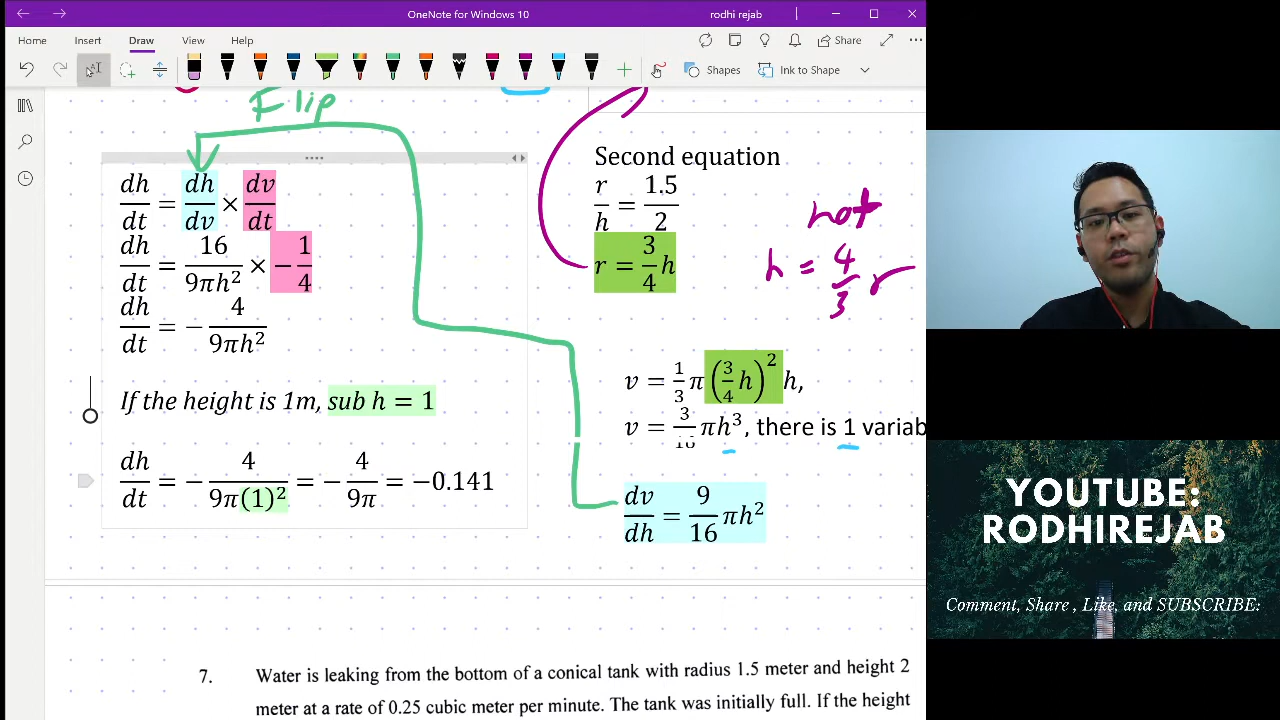 OneNote for Windows 10
rodhi rejab
Home Insert Draw View Help
Share
Shapes
Ink to Shape
Flip
dh/dt = dh/dv × dv/dt
dh/dt = 16/9πh² × −1/4
dh/dt = −4/9πh²
If the height is 1m, sub h = 1
dh/dt = −4/9π(1)² = −4/9π = −0.141
Second equation
r/h = 1.5/2
r = 3/4 h
not
h = 4/3 r
v = 1/3 π (3/4 h)² h,
v = 3/16 πh³, there is 1 variab
dv/dh = 9/16 πh²
7. Water is leaking from the bottom of a conical tank with radius 1.5 meter and height 2
meter at a rate of 0.25 cubic meter per minute. The tank was initially full. If the height
YOUTUBE:
RODHIREJAB
Comment, Share , Like, and SUBSCRIBE: